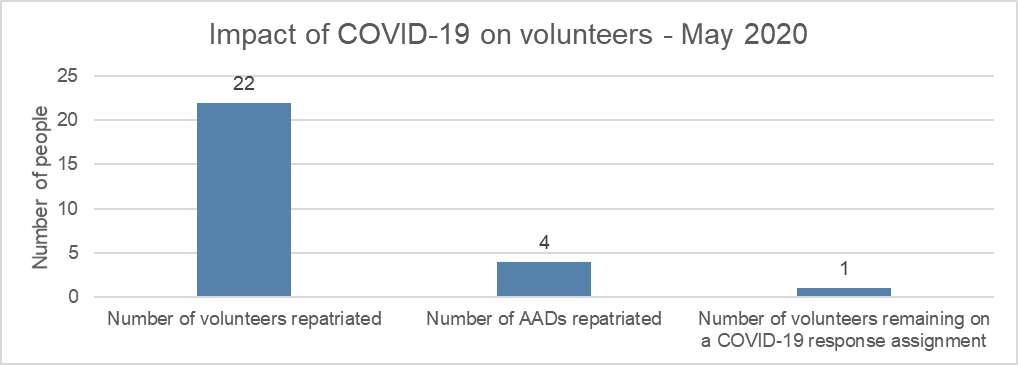 Impact of COVID-19 on volunteers - May 2020
Number of people
25
20
15
10
5
0
22
4
1
Number of volunteers repatriated
Number of AADs repatriated
Number of volunteers remaining on
a COVID-19 response assignment